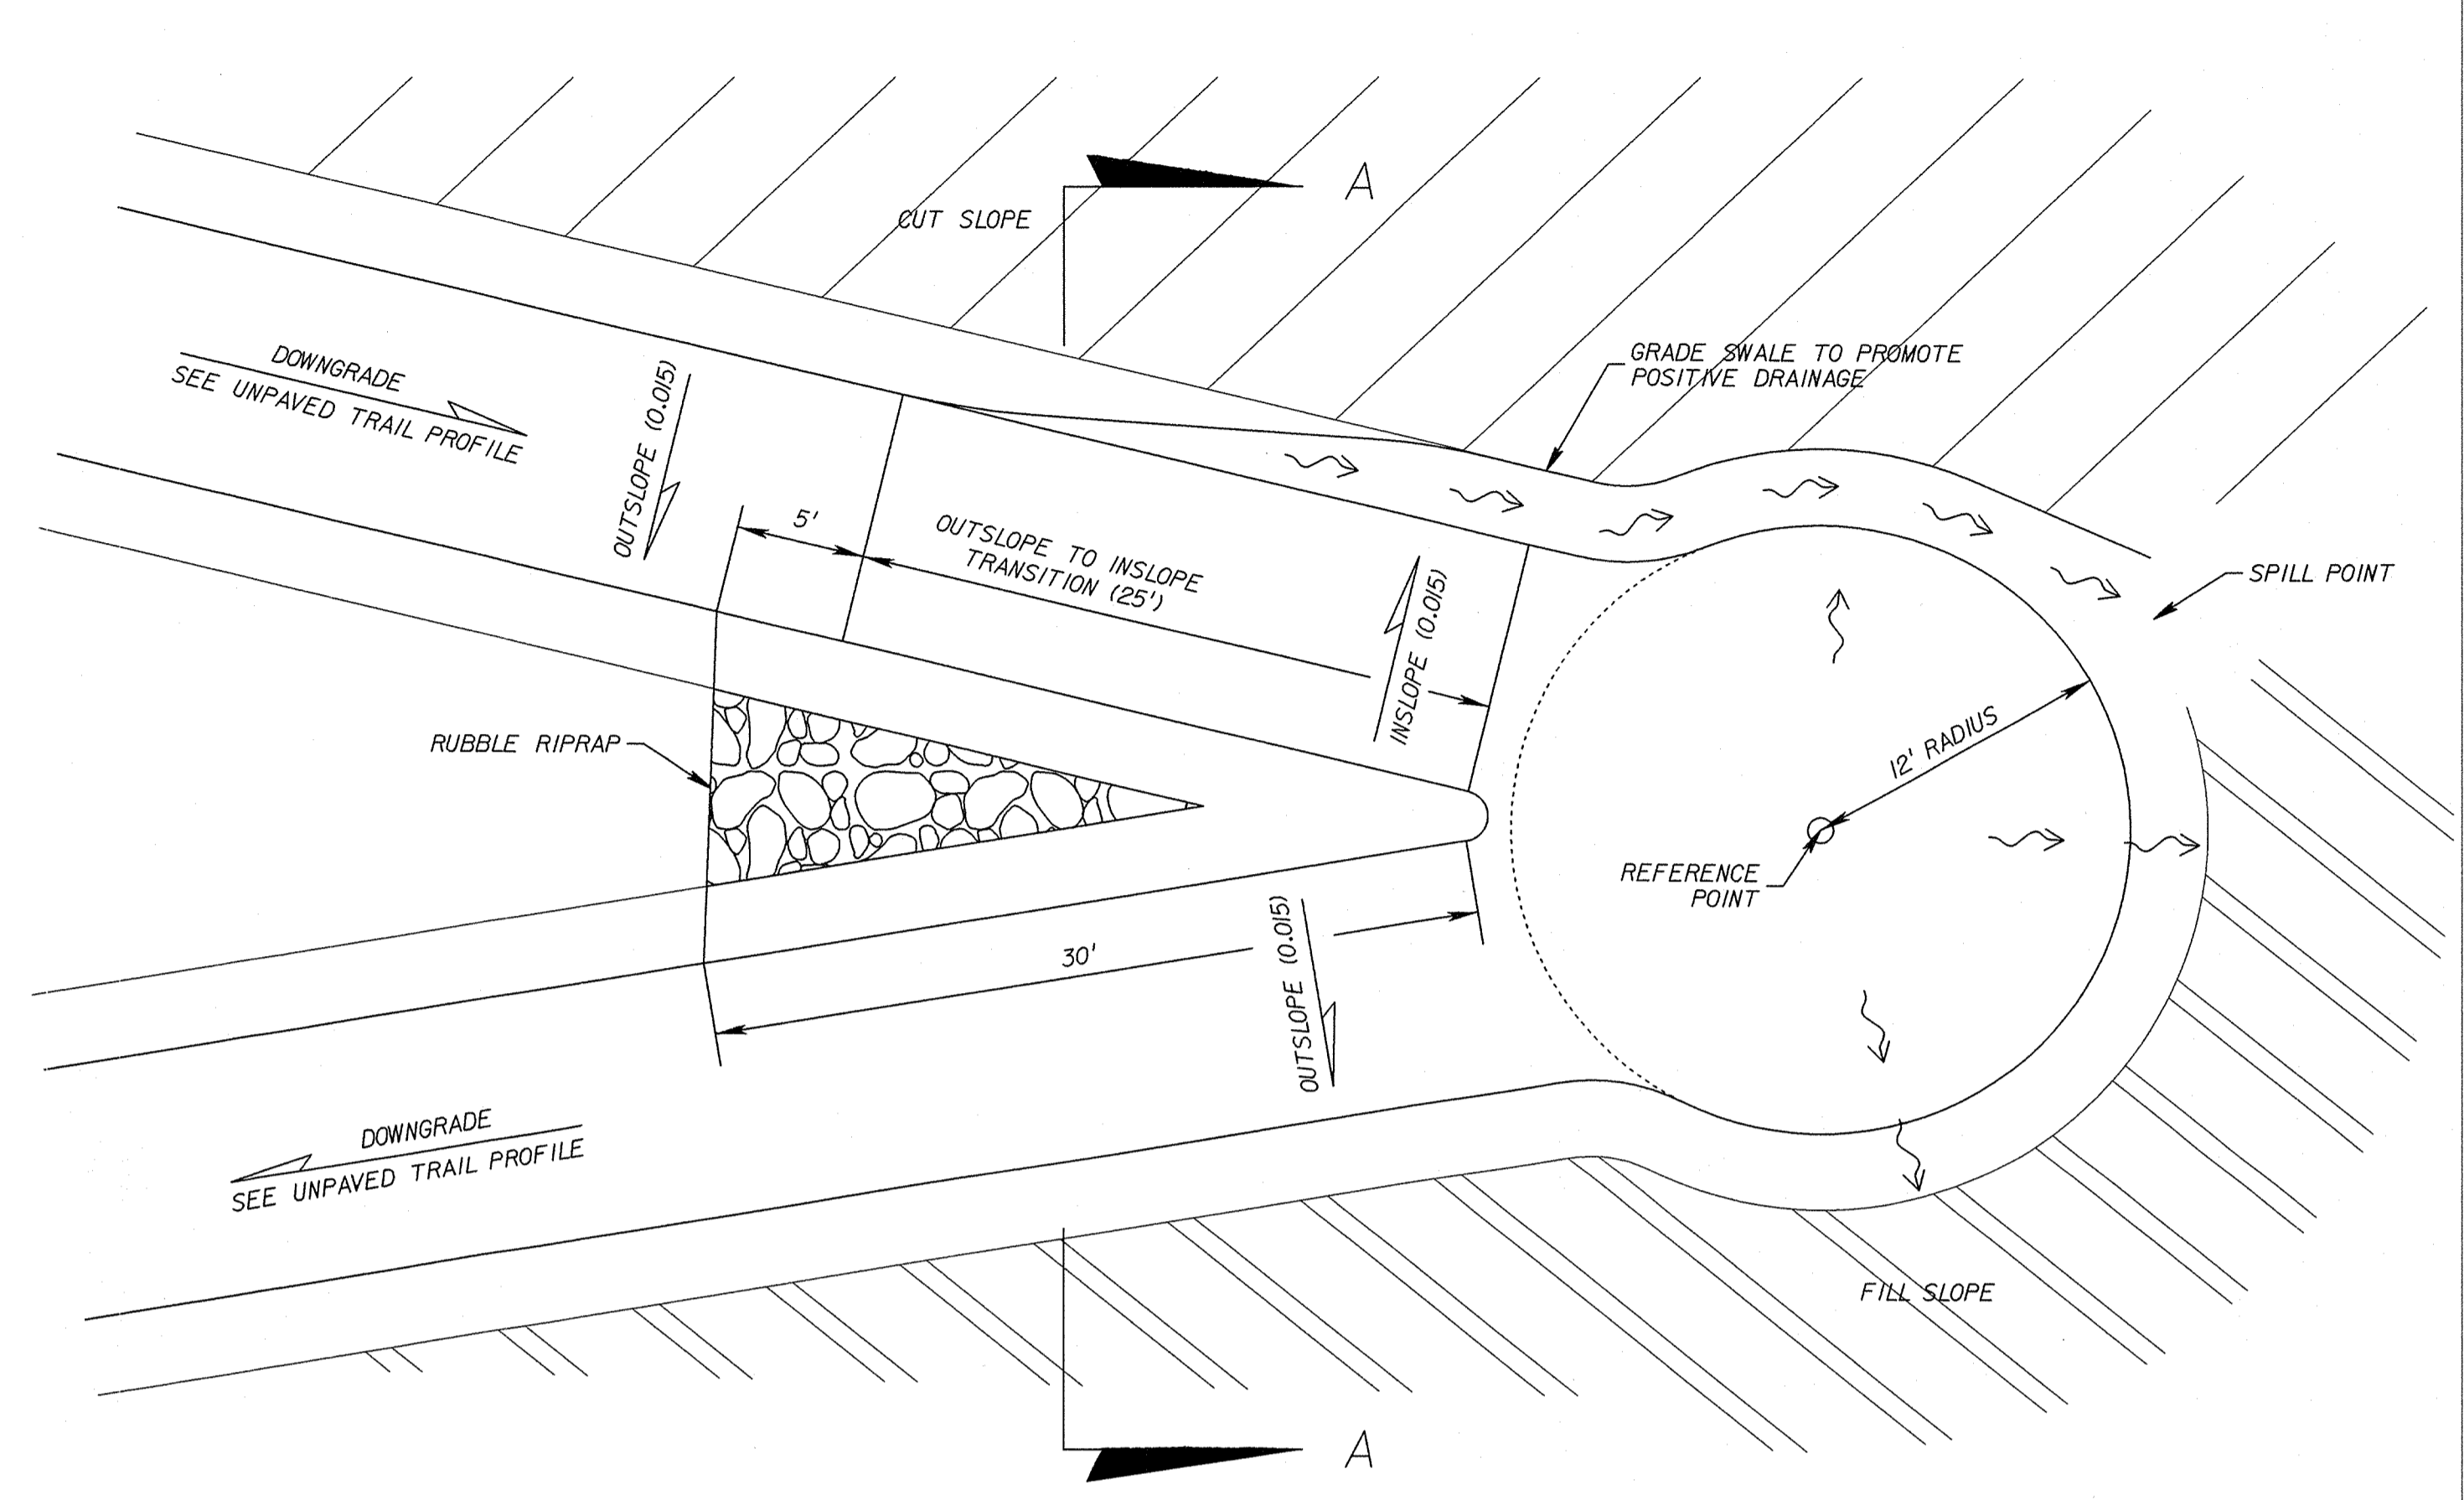 A
CUT SLOPE
GRADE SWALE TO PROMOTE
POSITIVE DRAINAGE
DOWNGRADE
SEE UNPAVED TRAIL PROFILE
OUTSLOPE (0.015)
5'
OUTSLOPE TO INSLOPE
TRANSITION (25')
INSLOPE (0.015)
SPILL POINT
RUBBLE RIPRAP
12' RADIUS
REFERENCE
POINT
30'
OUTSLOPE (0.015)
DOWNGRADE
SEE UNPAVED TRAIL PROFILE
FILL SLOPE
A